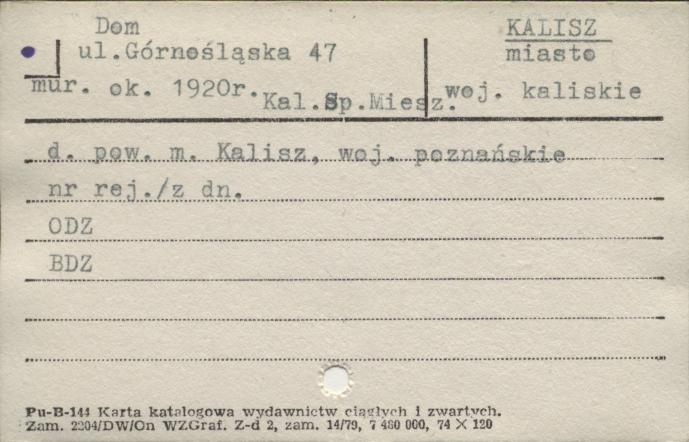 Dom
ul.Górnośląska 47
mur. ok. 1920r. Kal.Sp.Miesz.
KALISZ
miasto
woj. kaliskie
d. pow. m. Kalisz, woj. poznańskie
nr rej./z dn.
ODZ
BDZ
Pu-B-144 Karta katalogowa wydawnictw ciągłych i zwartych.
Zam. 2204/DW/On WZGraf. Z-d 2, zam. 14/79, 7 480 000, 74 × 120